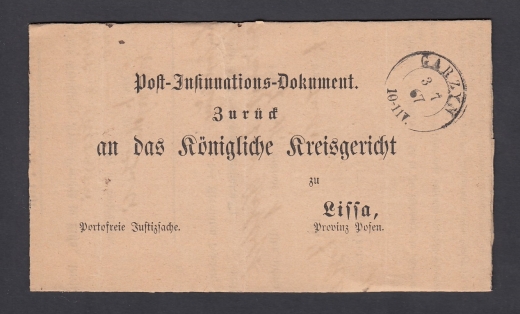 Post-Insinuations-Dokument.
Zurück
an das Königliche Kreisgericht
zu
Lissa,
Portofreie Justizsache.
Provinz Posen.
GARZYN
3 7
67
10-11V.